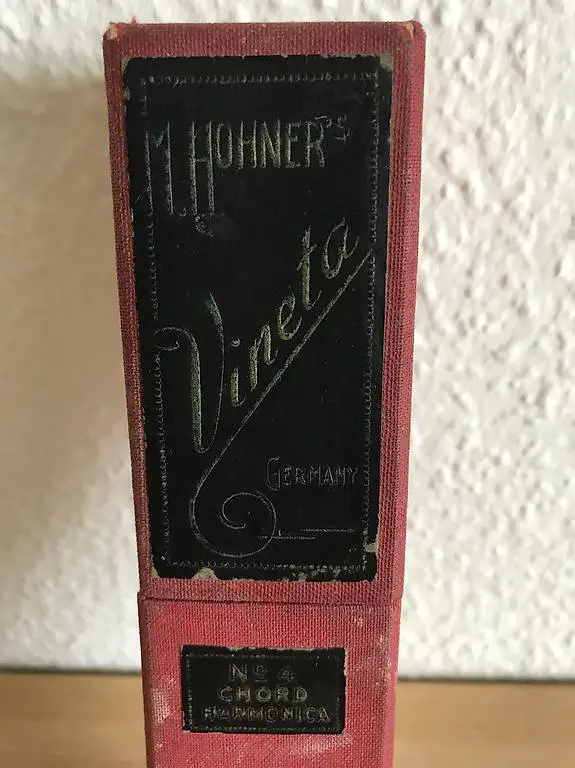 M. HOHNER'S
Vineta
GERMANY
No 4
CHORD
HARMONICA